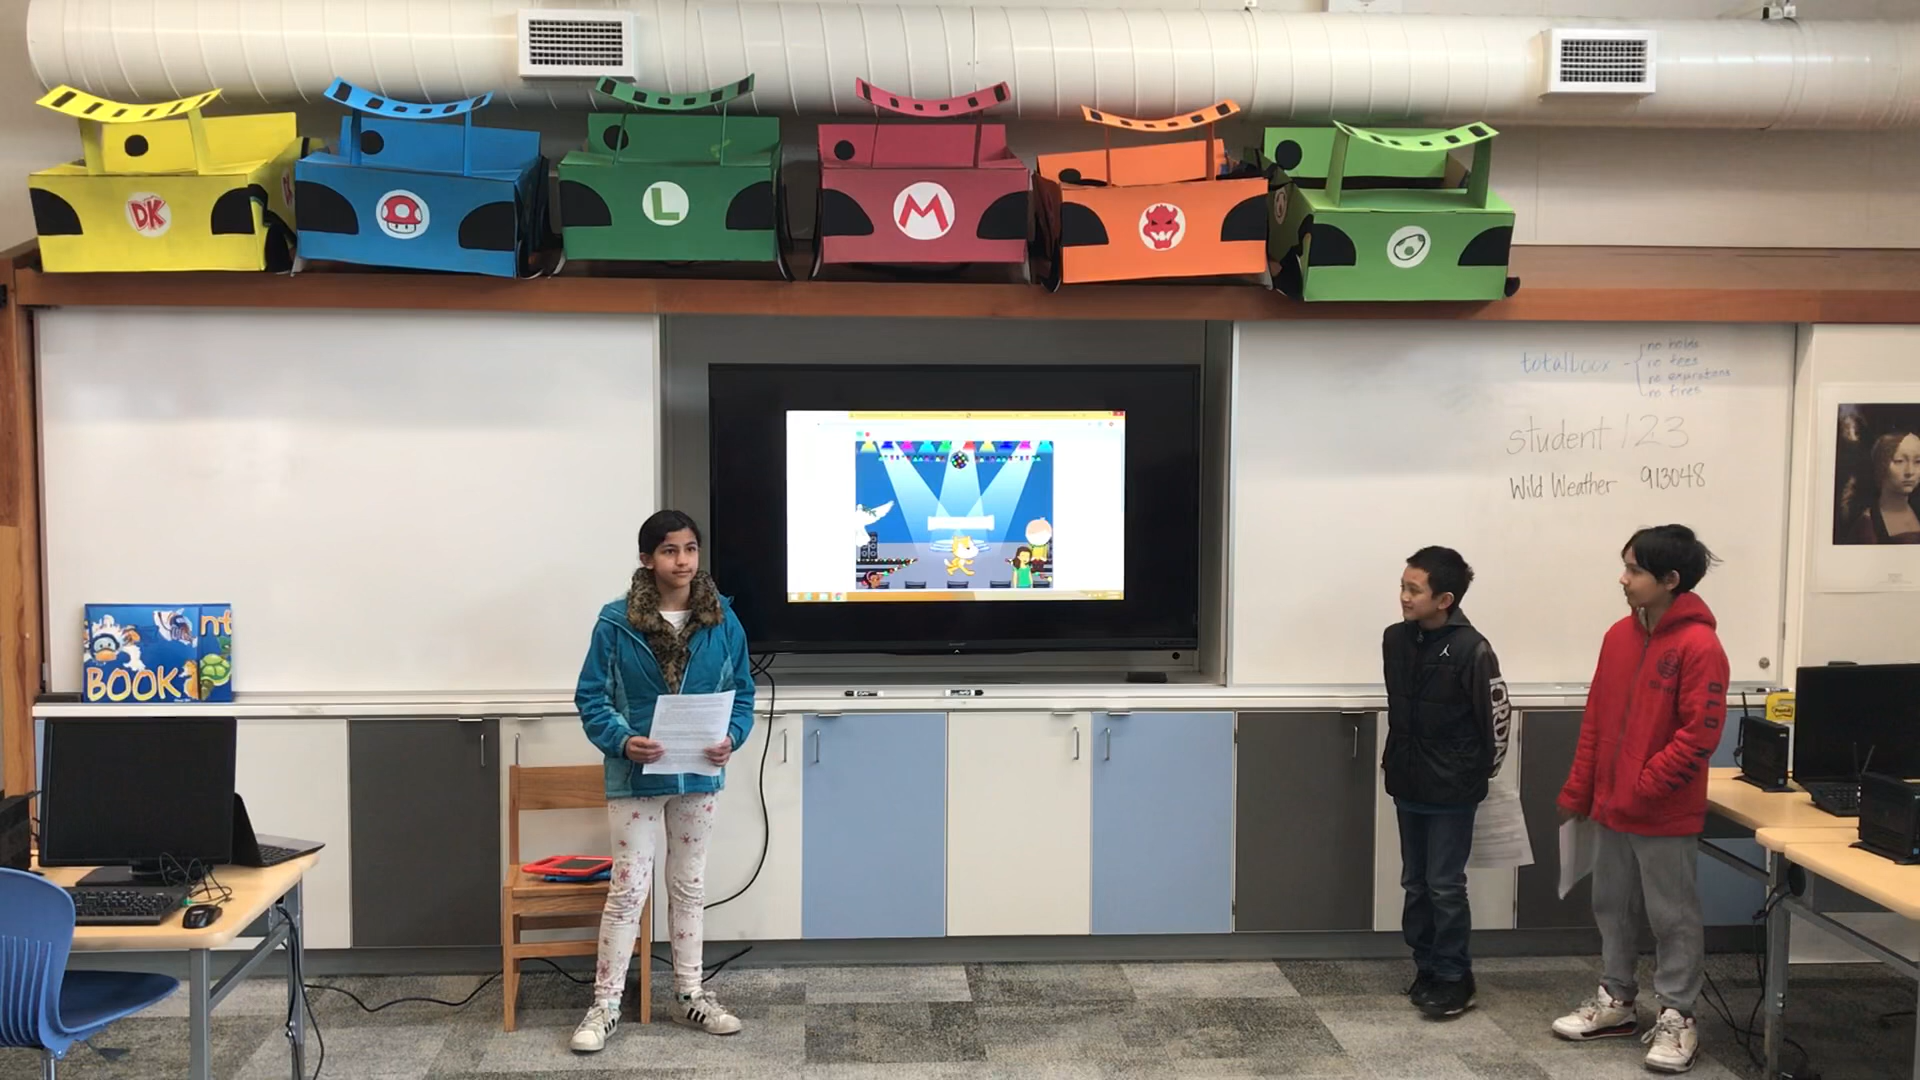 DK
L
M
totalboox - no holds
no fees
no expirations
no fines
student 123
Wild Weather 913048
BOOK
nt
JORDAN
OLD NAVY